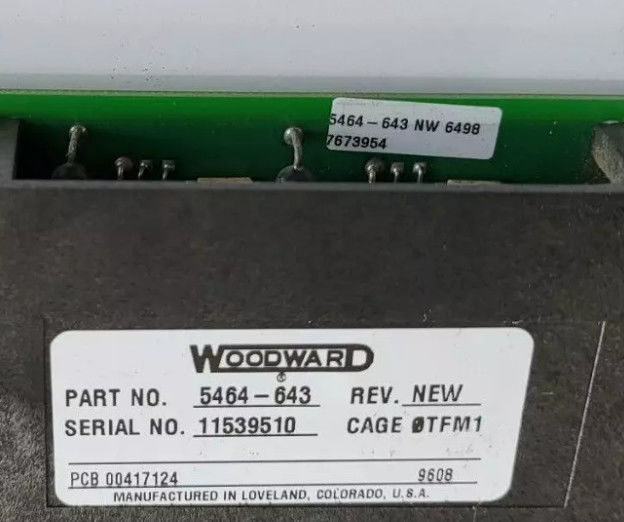 5464-643 NW 6498
7673954
WOODWARD
®
PART NO. 5464-643 REV. NEW
SERIAL NO. 11539510 CAGE ØTFM1
PCB 00417124 9608
MANUFACTURED IN LOVELAND, COLORADO, U.S.A.